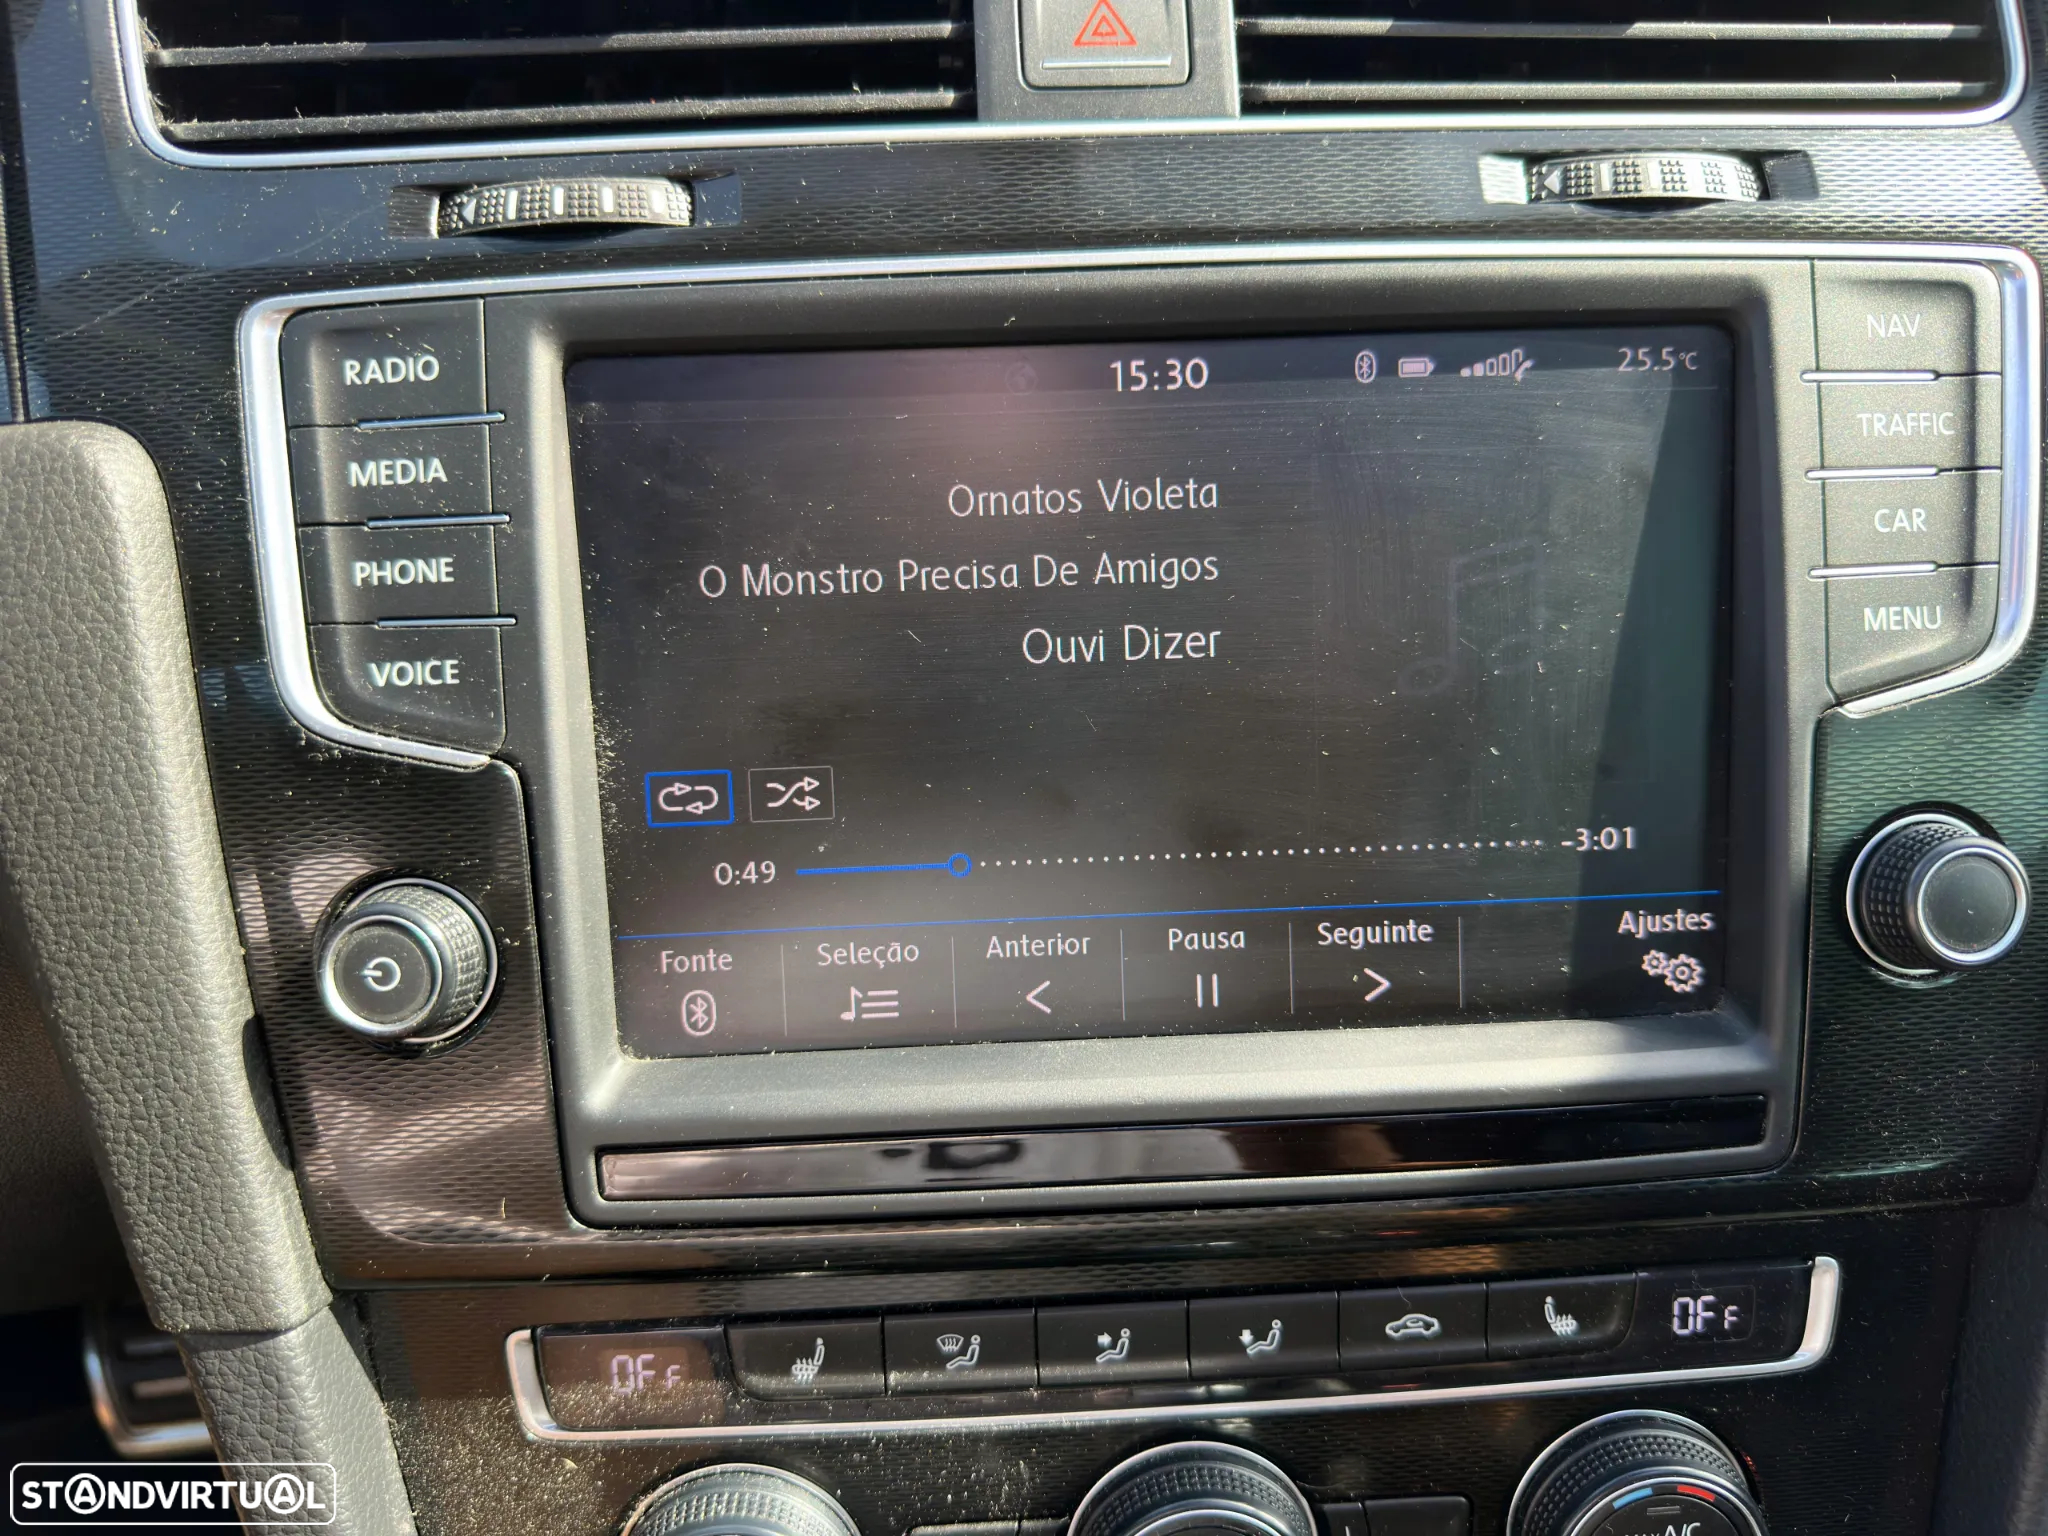 RADIO
MEDIA
PHONE
VOICE
15:30
25.5°C
Ornatos Violeta
O Monstro Precisa De Amigos
Ouvi Dizer
0:49
-3:01
Fonte
Seleção
Anterior
Pausa
Seguinte
Ajustes
NAV
TRAFFIC
CAR
MENU
OFF
OFF
A/C
STANDVIRTUAL